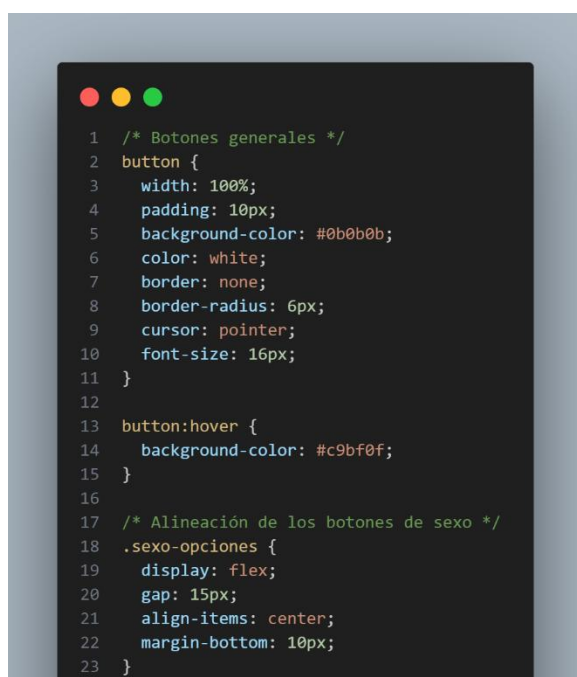 1 /* Botones generales */
2 button {
3 width: 100%;
4 padding: 10px;
5 background-color: #0b0b0b;
6 color: white;
7 border: none;
8 border-radius: 6px;
9 cursor: pointer;
10 font-size: 16px;
11 }
12
13 button:hover {
14 background-color: #c9bf0f;
15 }
16
17 /* Alineación de los botones de sexo */
18 .sexo-opciones {
19 display: flex;
20 gap: 15px;
21 align-items: center;
22 margin-bottom: 10px;
23 }